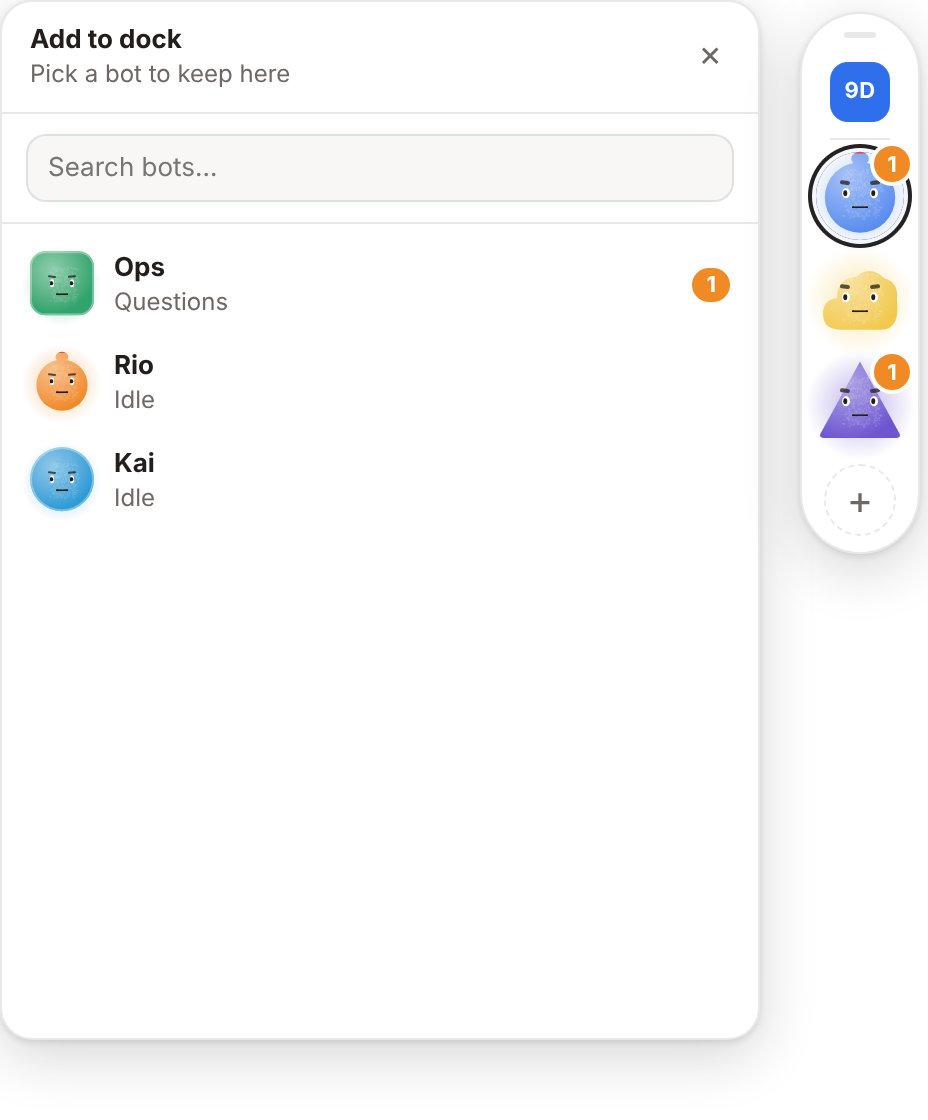 Add to dock
Pick a bot to keep here
Search bots...
Ops
Questions
1
Rio
Idle
Kai
Idle
9D
1
1